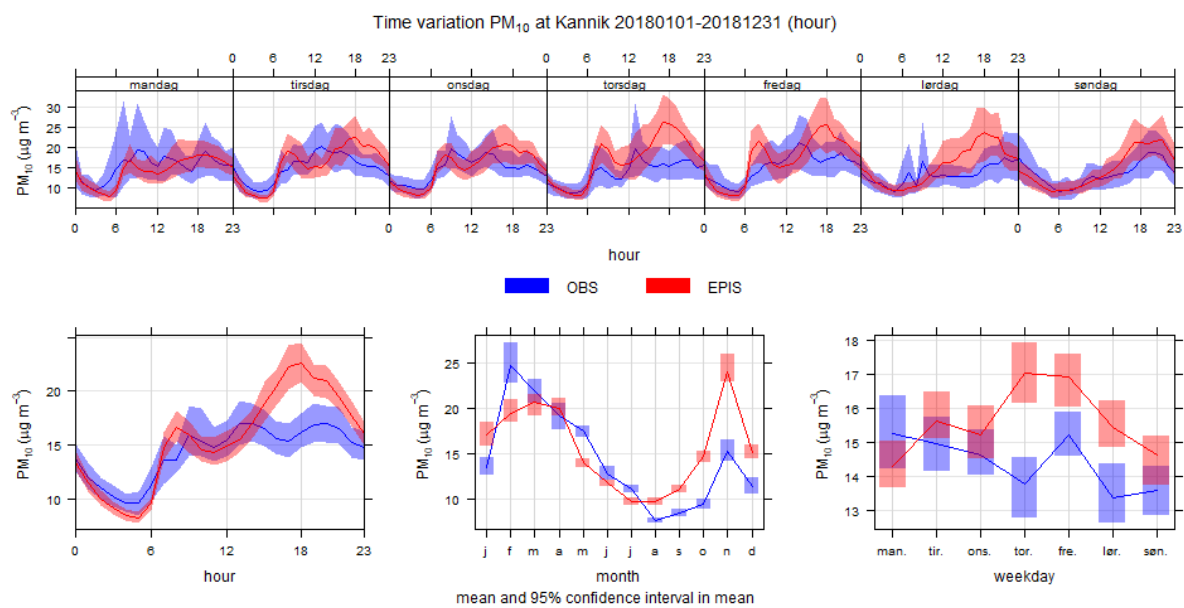 Time variation PM10 at Kannik 20180101-20181231 (hour)
0 6 12 18 23 0 6 12 18 23 0 6 12 18 23
mandag tirsdag onsdag torsdag fredag lørdag søndag
PM10 (µg m−3)
30
25
20
15
10
0 6 12 18 23 0 6 12 18 23 0 6 12 18 23 0 6 12 18 23
hour
OBS EPIS
PM10 (µg m−3)
20
15
10
0 6 12 18 23
hour
PM10 (µg m−3)
25
20
15
10
j f m a m j j a s o n d
month
PM10 (µg m−3)
18
17
16
15
14
13
man. tir. ons. tor. fre. lør. søn.
weekday
mean and 95% confidence interval in mean